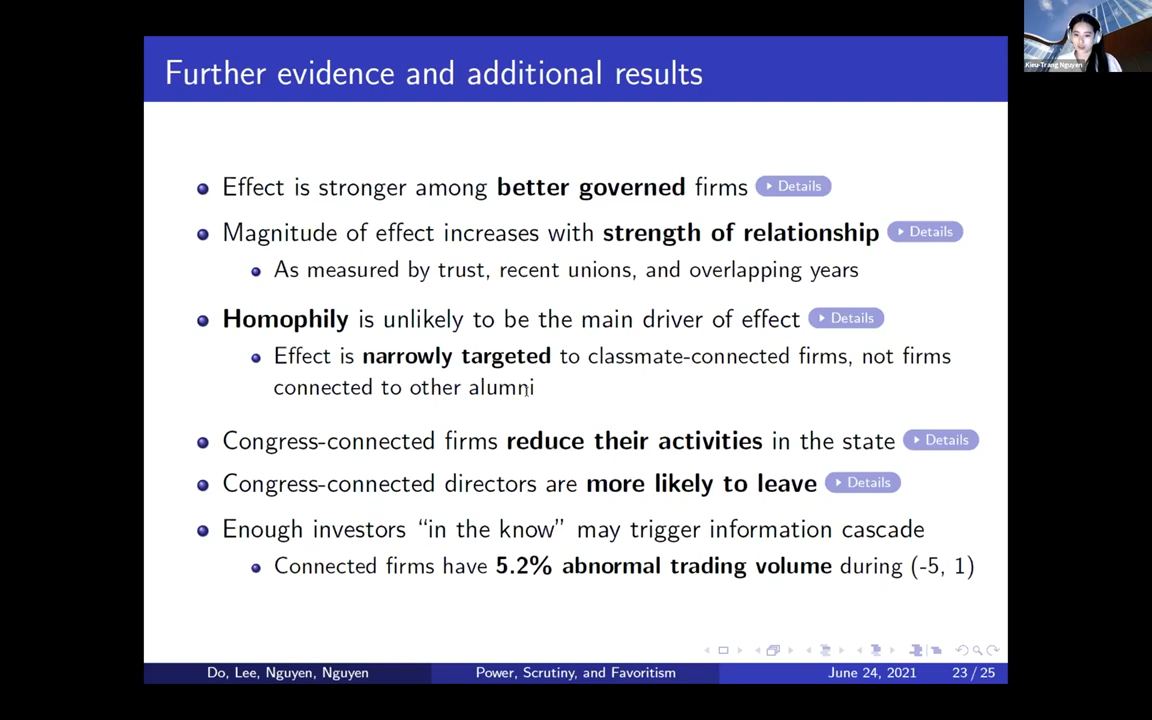 Further evidence and additional results
Kieu-Trang Nguyen
Effect is stronger among better governed firms Details
Magnitude of effect increases with strength of relationship Details
As measured by trust, recent unions, and overlapping years
Homophily is unlikely to be the main driver of effect Details
Effect is narrowly targeted to classmate-connected firms, not firms
connected to other alumni
Congress-connected firms reduce their activities in the state Details
Congress-connected directors are more likely to leave Details
Enough investors “in the know” may trigger information cascade
Connected firms have 5.2% abnormal trading volume during (-5, 1)
Do, Lee, Nguyen, Nguyen Power, Scrutiny, and Favoritism June 24, 2021 23 / 25